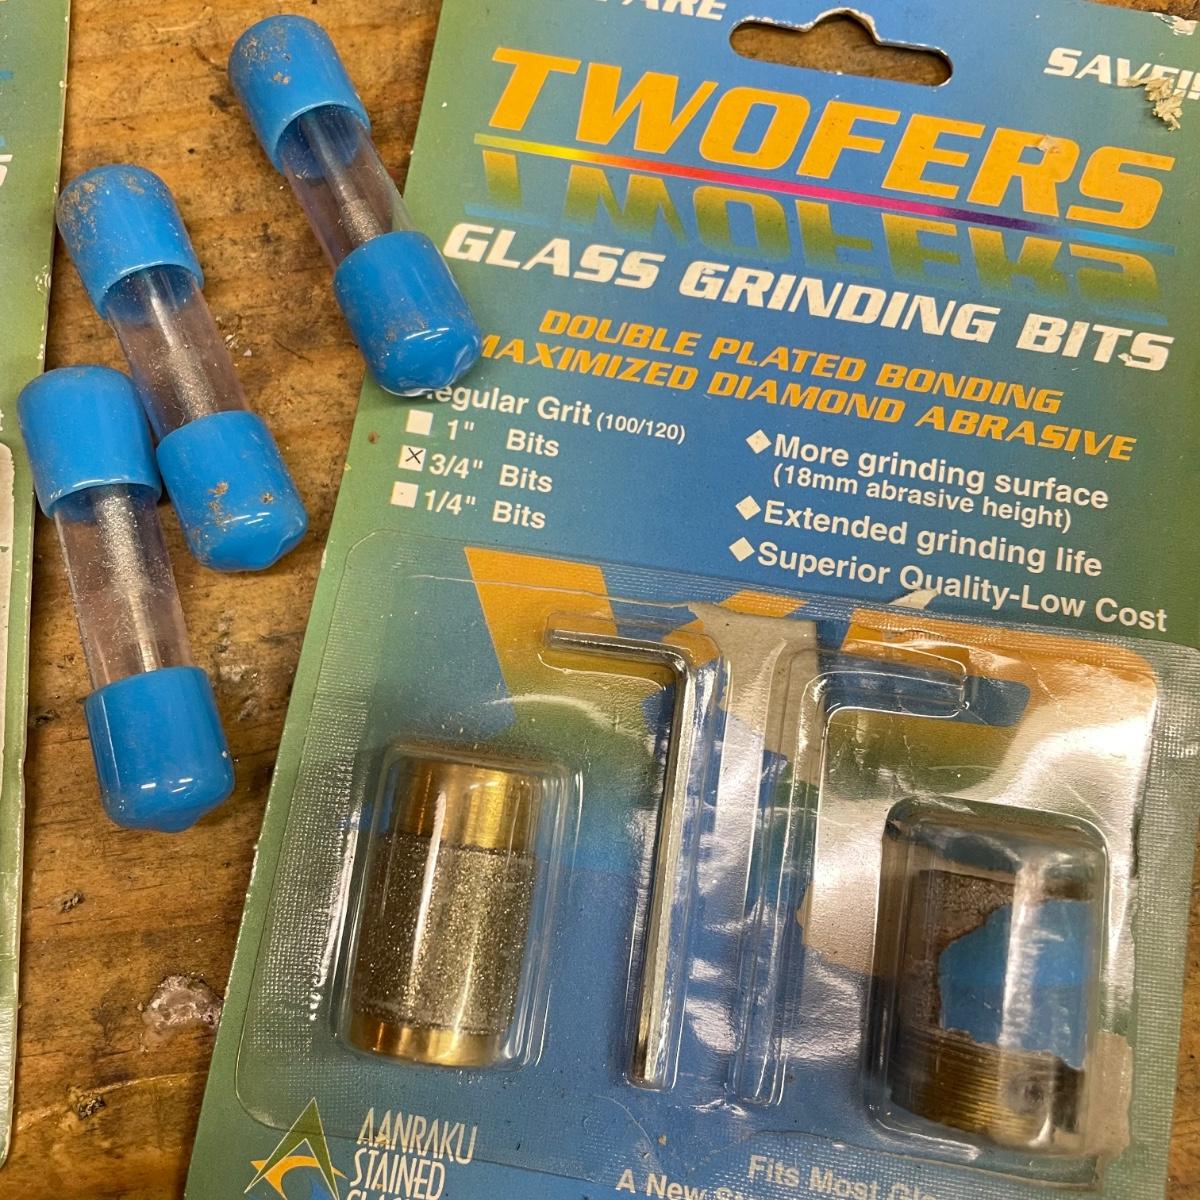 SAVE!!
TWOFERS
GLASS GRINDING BITS
DOUBLE PLATED BONDING
MAXIMIZED DIAMOND ABRASIVE
Regular Grit (100/120)
1" Bits
3/4" Bits
1/4" Bits
More grinding surface
(18mm abrasive height)
Extended grinding life
Superior Quality-Low Cost
AANRAKU
STAINED
Fits Most
A New